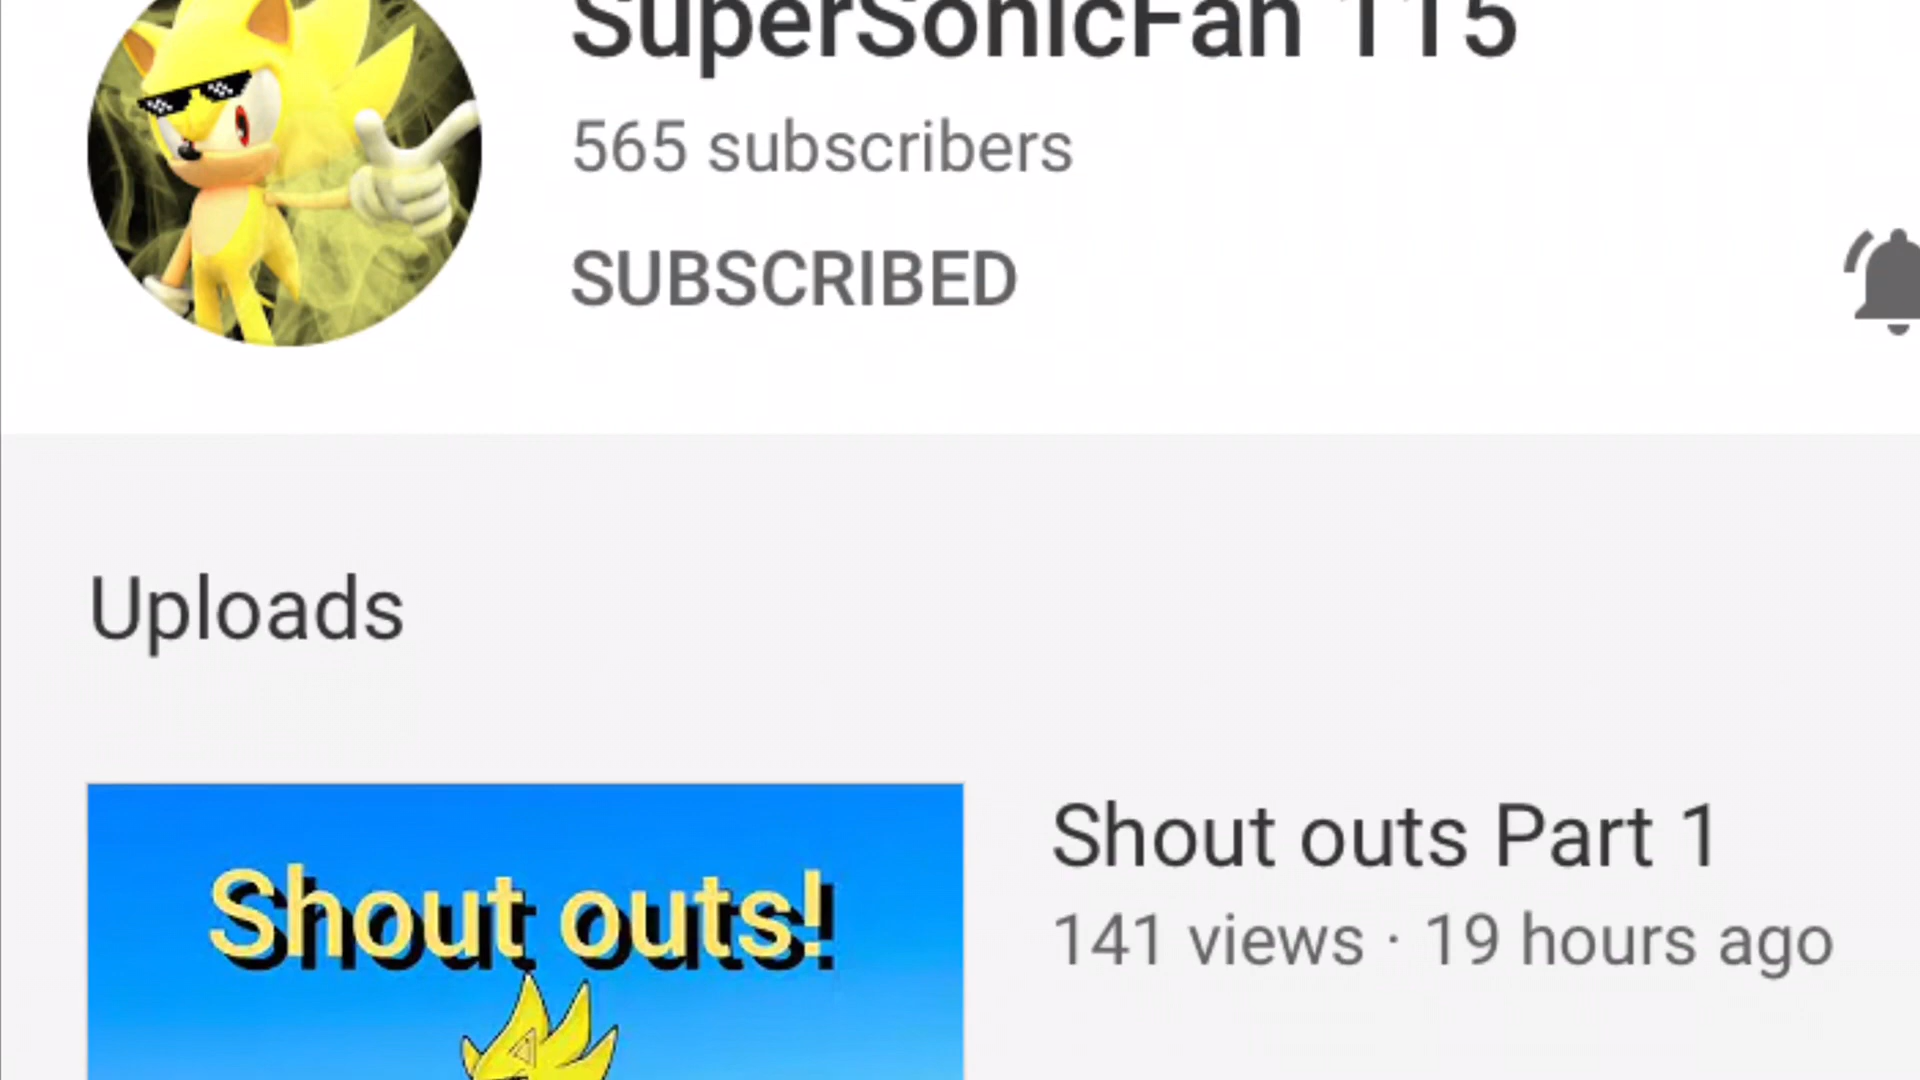 SuperSonicFan 115
565 subscribers
SUBSCRIBED
Uploads
Shout outs!
Shout outs Part 1
141 views · 19 hours ago